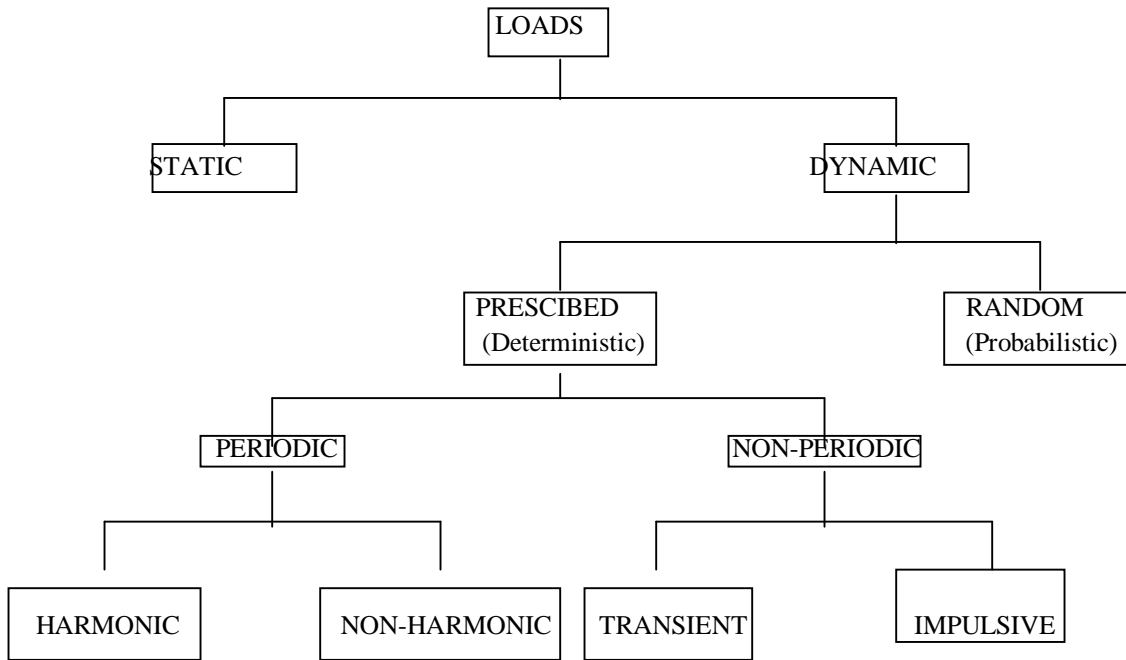 LOADS
STATIC
DYNAMIC
PRESCIBED
(Deterministic)
RANDOM
(Probabilistic)
PERIODIC
NON-PERIODIC
HARMONIC
NON-HARMONIC
TRANSIENT
IMPULSIVE